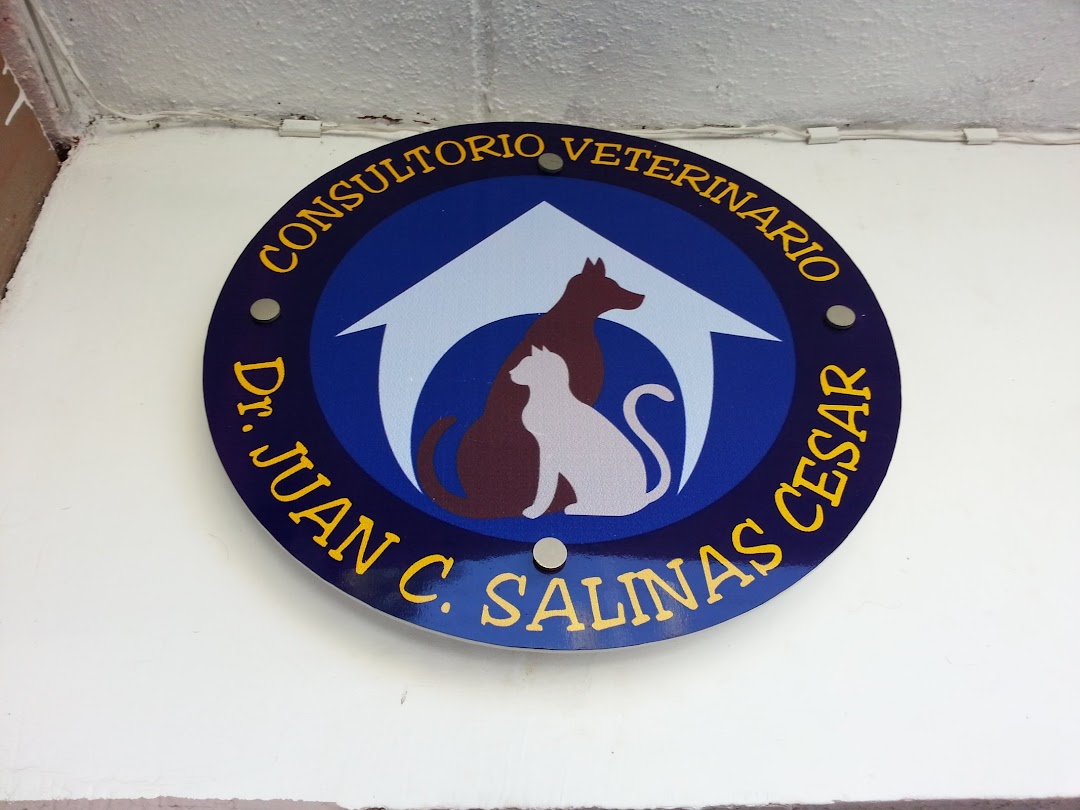 CONSULTORIO VETERINARIO
Dr. JUAN C. SALINAS CESAR